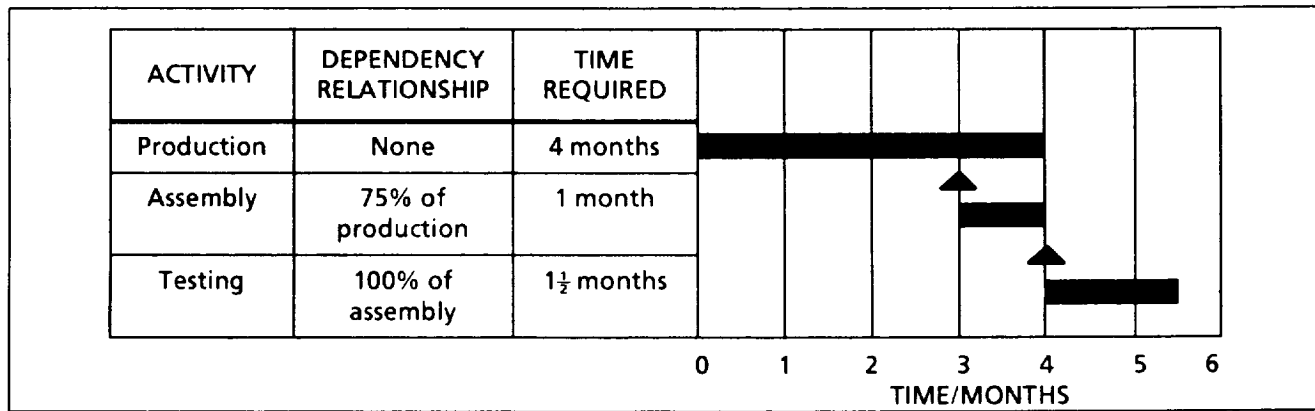 ACTIVITY
DEPENDENCY
RELATIONSHIP
TIME
REQUIRED
Production
None
4 months
Assembly
75% of
production
1 month
Testing
100% of
assembly
1½ months
0 1 2 3 4 5 6
TIME/MONTHS